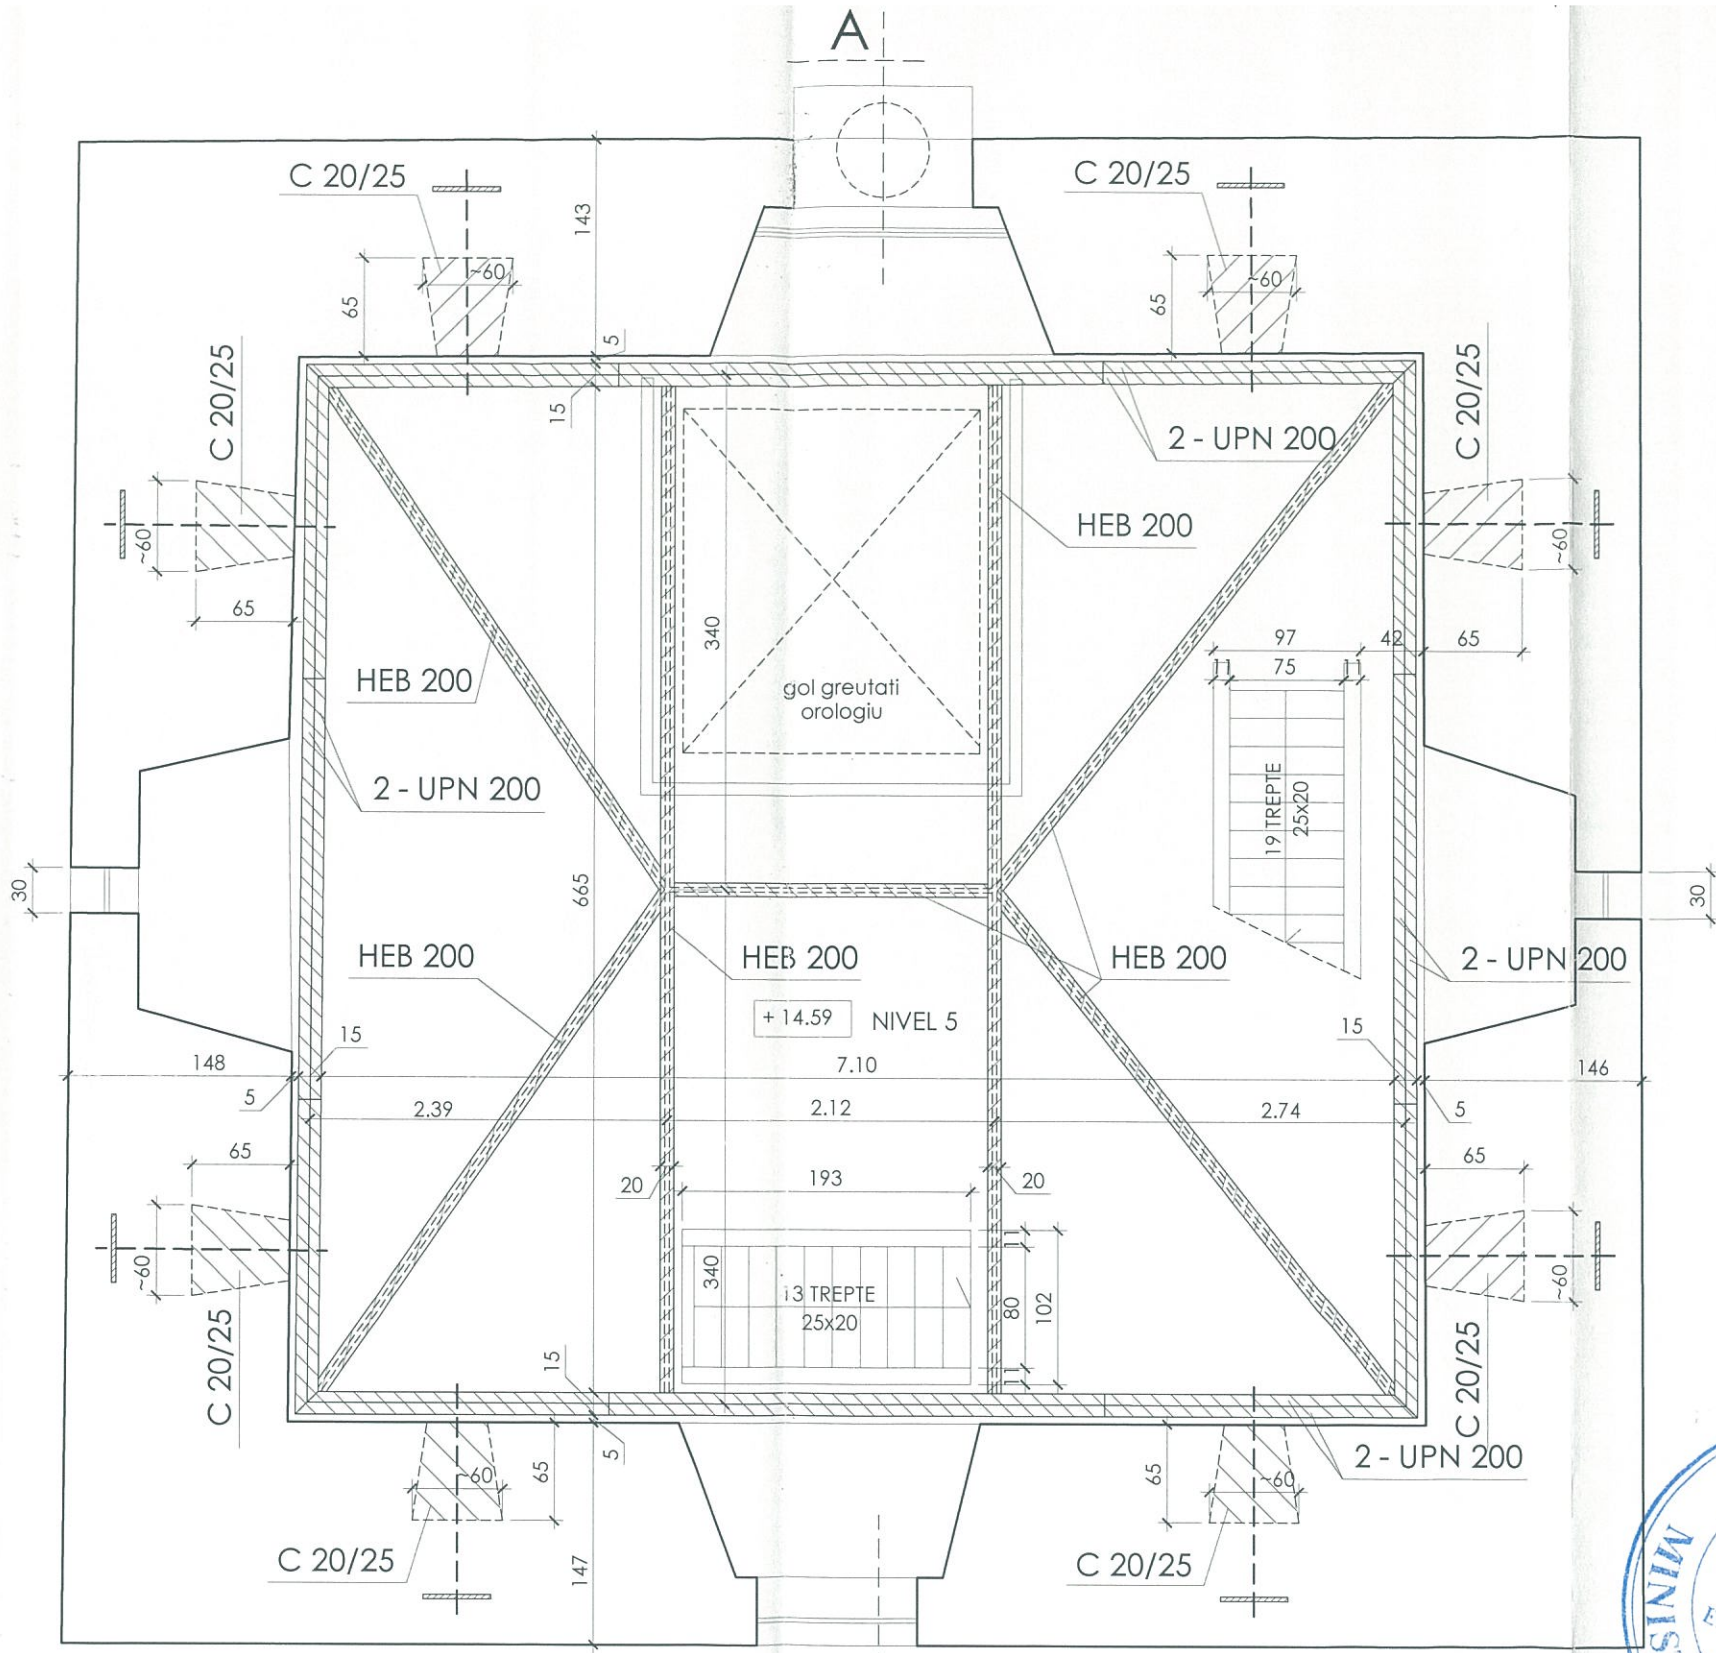 A
C 20/25
C 20/25
143
~60
~60
65
65
5
C 20/25
C 20/25
15
2 - UPN 200
HEB 200
~60
~60
65
340
97
42
65
11
75
11
HEB 200
gol greutati
orologiu
2 - UPN 200
19 TREPTE
25x20
30
665
30
HEB 200
HEB 200
HEB 200
2 - UPN 200
+ 14.59
NIVEL 5
15
15
148
7.10
146
5
2.39
2.12
2.74
5
65
65
20
193
20
~60
340
13 TREPTE
25x20
11
80
11
102
~60
C 20/25
15
C 20/25
5
65
~60
65
~60
2 - UPN 200
C 20/25
147
C 20/25
MINIS